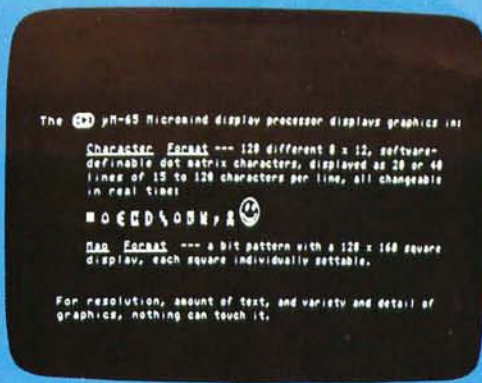 The μM-65 Micromind display processor displays graphics in:
Character Format --- 128 different 8 x 12, software-
definable dot matrix characters, displayed as 20 or 40
lines of 15 to 120 characters per line, all changeable
in real time:
Map Format --- a bit pattern with a 128 x 160 square
display, each square individually settable.
For resolution, amount of text, and variety and detail of
graphics, nothing can touch it.